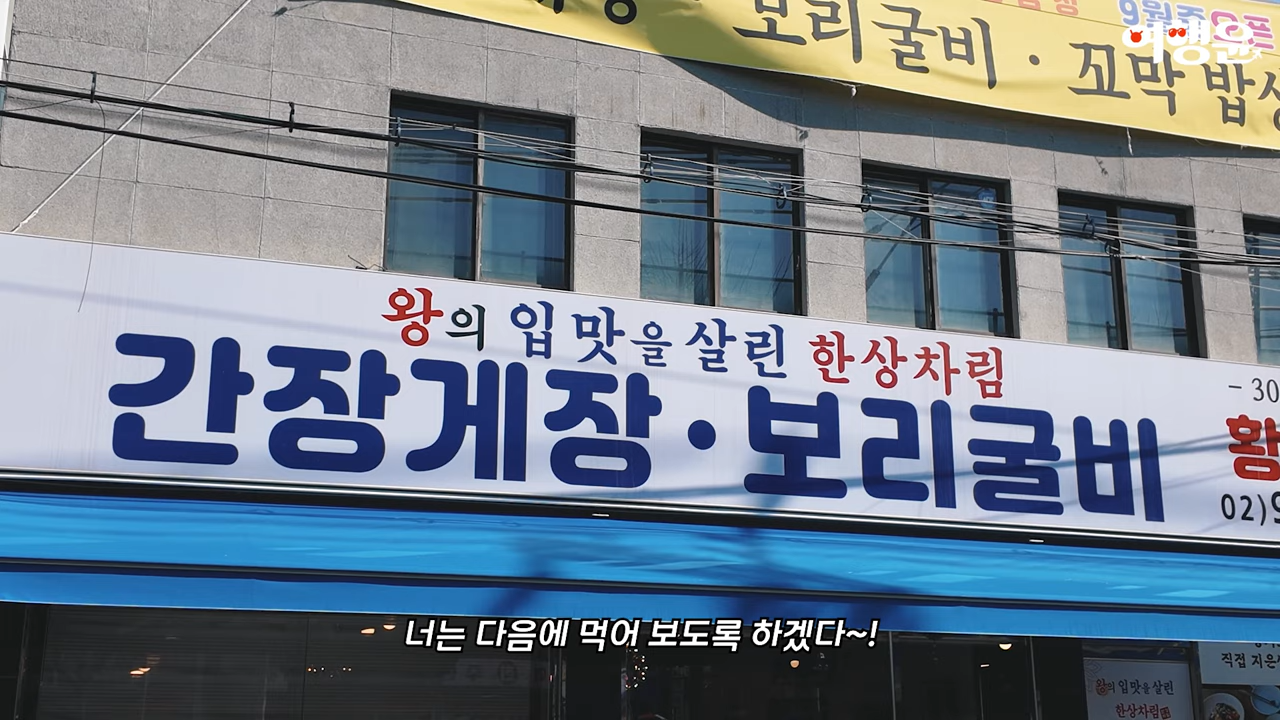 보리굴비 · 꼬막
9월중오픈
여행윤
왕의 입맛을 살린 한상차림
간장게장 · 보리굴비
- 30
황
02)9
너는 다음에 먹어 보도록 하겠다~!
직접 지은
왕의 입맛을 살린
한상차림